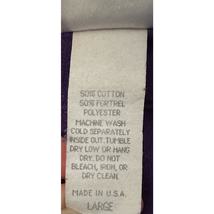 50% COTTON
50% FORTREL
POLYESTER
MACHINE WASH
COLD SEPARATELY
INSIDE OUT. TUMBLE
DRY LOW OR HANG
DRY. DO NOT
BLEACH, IRON, OR
DRY CLEAN.
MADE IN U.S.A.
LARGE